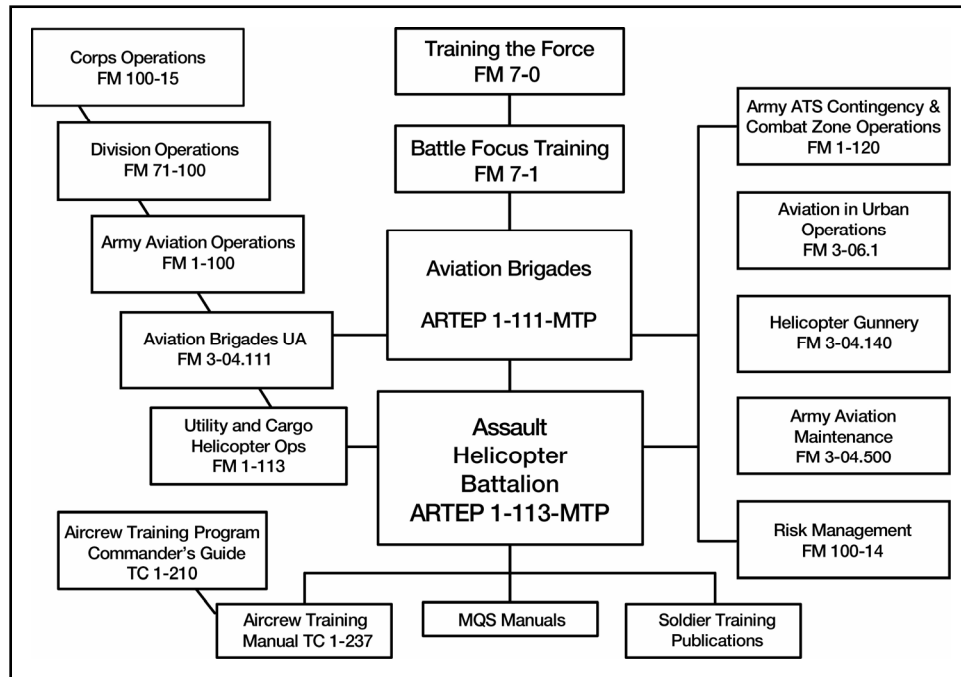 Corps Operations
FM 100-15
Training the Force
FM 7-0
Army ATS Contingency &
Combat Zone Operations
FM 1-120
Division Operations
FM 71-100
Battle Focus Training
FM 7-1
Aviation in Urban
Operations
FM 3-06.1
Army Aviation Operations
FM 1-100
Aviation Brigades
ARTEP 1-111-MTP
Aviation Brigades UA
FM 3-04.111
Helicopter Gunnery
FM 3-04.140
Utility and Cargo
Helicopter Ops
FM 1-113
Assault
Helicopter
Battalion
ARTEP 1-113-MTP
Army Aviation
Maintenance
FM 3-04.500
Aircrew Training Program
Commander's Guide
TC 1-210
Risk Management
FM 100-14
Aircrew Training
Manual TC 1-237
MQS Manuals
Soldier Training
Publications